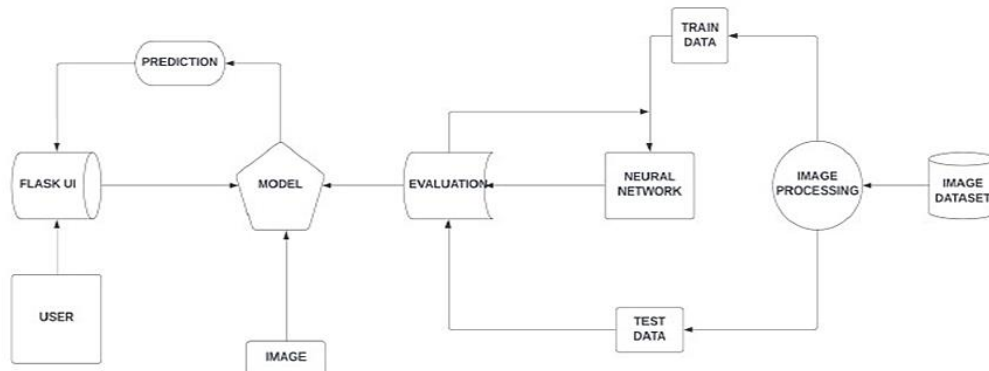 TRAIN
DATA
PREDICTION
FLASK UI
MODEL
EVALUATION
NEURAL
NETWORK
IMAGE
PROCESSING
IMAGE
DATASET
USER
IMAGE
TEST
DATA